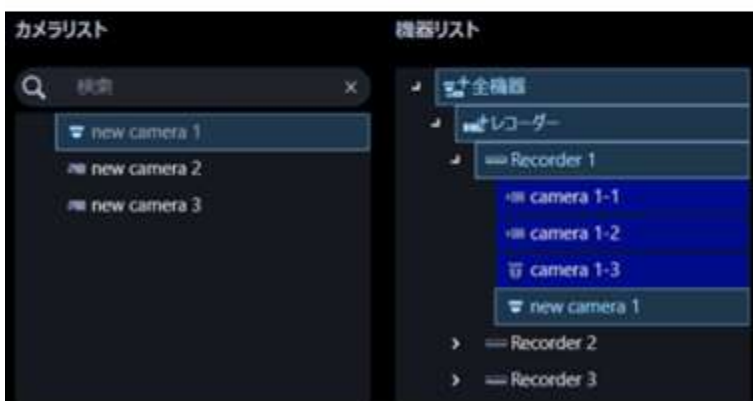 カメラリスト
検索
new camera 1
new camera 2
new camera 3
機器リスト
全機器
レコーダー
Recorder 1
camera 1-1
camera 1-2
camera 1-3
new camera 1
Recorder 2
Recorder 3